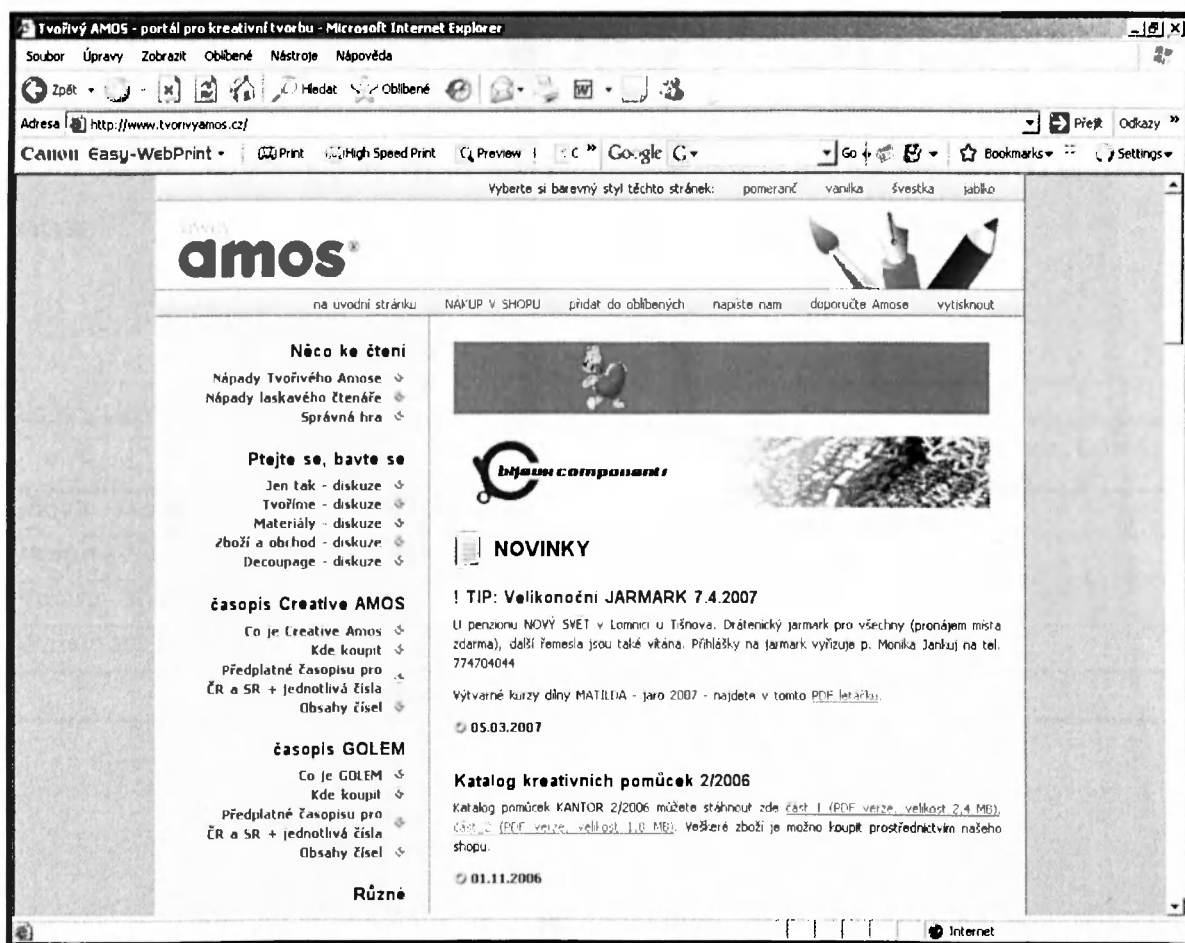 Tvořivý AMOS - portál pro kreativní tvorbu - Microsoft Internet Explorer
Soubor Úpravy Zobrazit Oblíbené Nástroje Nápověda
Zpět Hledat Oblíbené
Adresa http://www.tvorivyamos.cz/ Přejít Odkazy »
Canon Easy-WebPrint Print High Speed Print Preview C » Google G Go Bookmarks Settings
Vyberte si barevný styl těchto stránek: pomeranč vanilka švestka jablko
amos®
na úvodní stránku NÁKUP V SHOPU přidat do oblíbených napište nam doporučte Amose vytisknout
Něco ke čtení
Nápady Tvořivého Amose
Nápady laskavého čtenáře
Správná hra
Ptejte se, bavte se
Jen tak - diskuze
Tvoříme - diskuze
Materiály - diskuze
Zboží a obchod - diskuze
Decoupage - diskuze
časopis Creative AMOS
Co je Creative Amos
Kde koupit
Předplatné časopisu pro
ČR a SR + jednotlivá čísla
Obsahy čísel
časopis GOLEM
Co je GOLEM
Kde koupit
Předplatné časopisu pro
ČR a SR + jednotlivá čísla
Obsahy čísel
Různé
bijoux components
NOVINKY
! TIP: Velikonoční JARMARK 7.4.2007
U penzionu NOVÝ SVET v Lomnici u Tišnova. Drátenický jarmark pro všechny (pronájem místa
zdarma), další řemesla jsou také vítána. Přihlášky na jarmark vyřizuje p. Monika Jankuj na tel.
774704044
Výtvarné kurzy dílny MATILDA - jaro 2007 - najdete v tomto PDF letáčku.
05.03.2007
Katalog kreativních pomůcek 2/2006
Katalog pomůcek KANTOR 2/2006 můžete stáhnout zde část 1 (PDF verze, velikost 2,4 MB),
část 2 (PDF verze, velikost 1,8 MB). Veškeré zboží je možno koupit prostřednictvím našeho
shopu.
01.11.2006
Internet